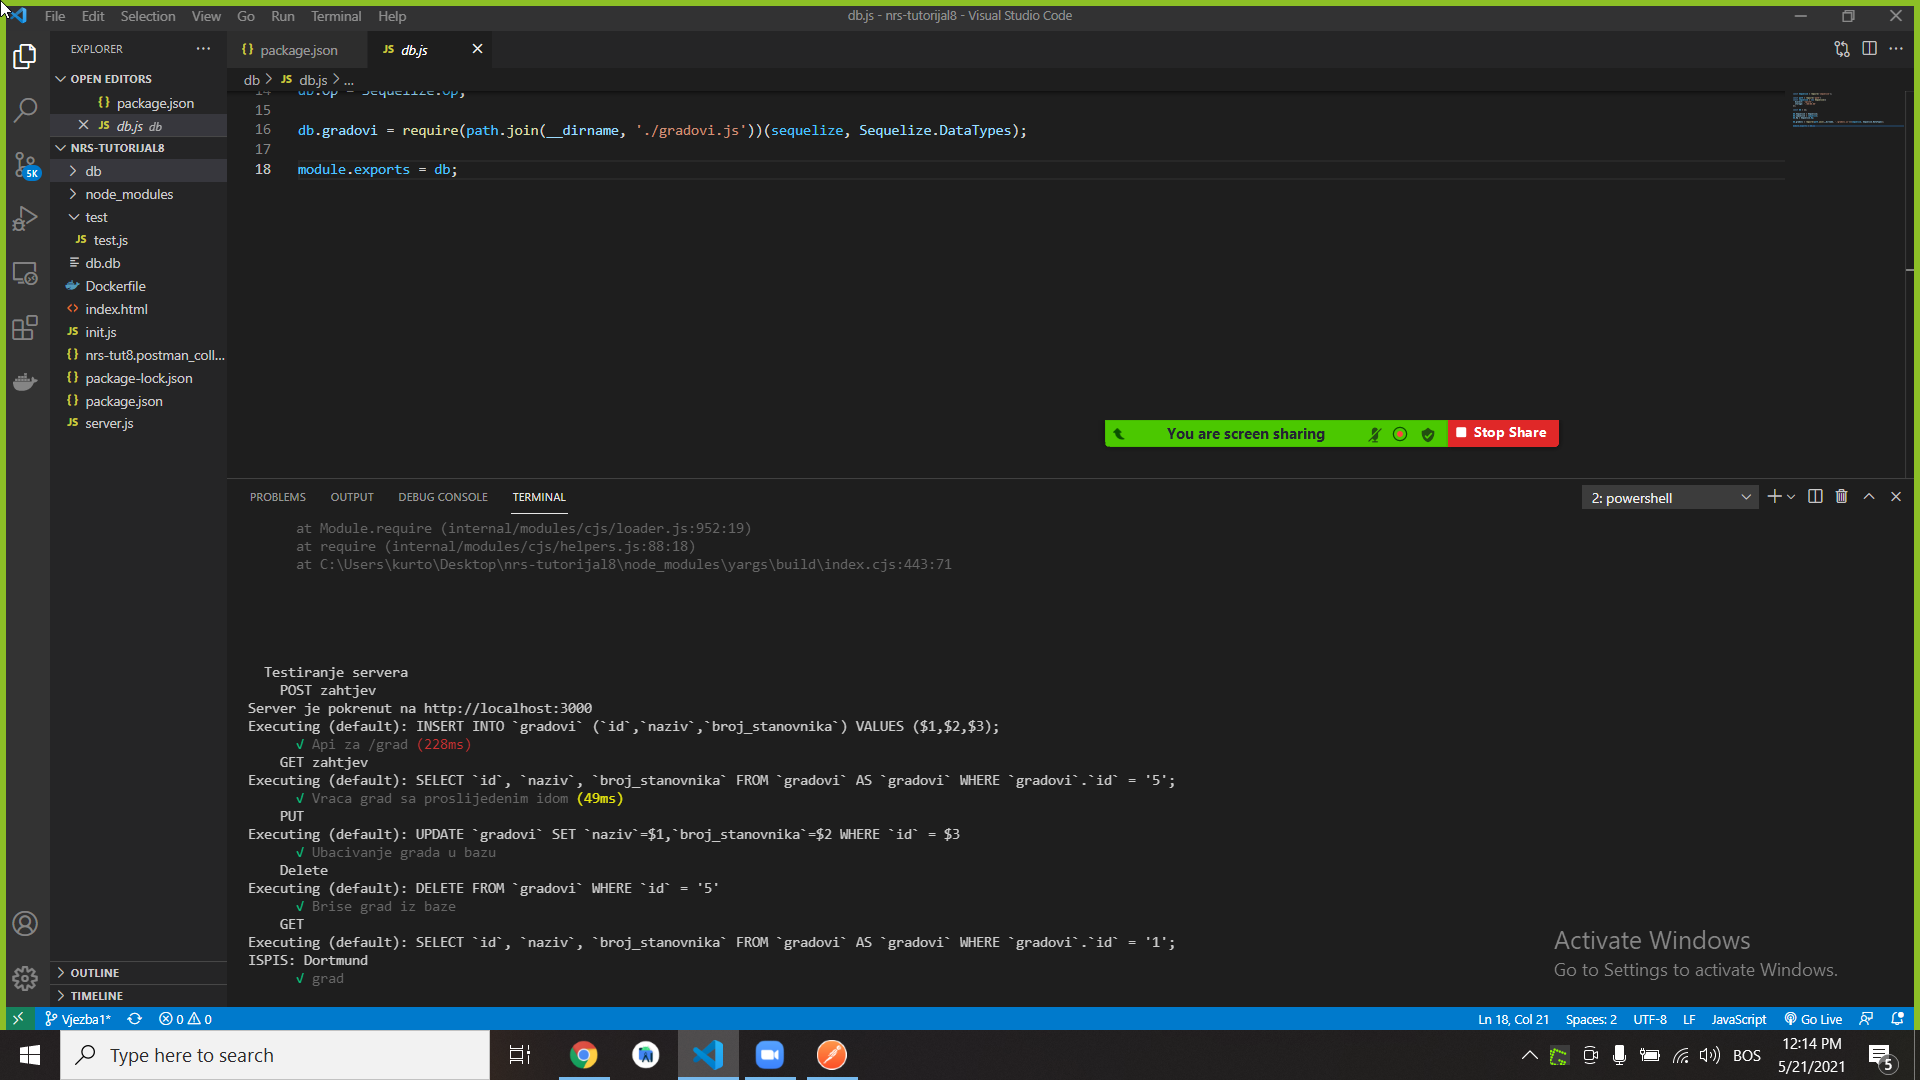 File Edit Selection View Go Run Terminal Help
db.js - nrs-tutorijal8 - Visual Studio Code
EXPLORER
OPEN EDITORS
package.json
db.js db
NRS-TUTORIJAL8
db
node_modules
test
JS test.js
db.db
Dockerfile
index.html
JS init.js
{} nrs-tut8.postman_coll...
{} package-lock.json
{} package.json
JS server.js
OUTLINE
TIMELINE
5K
{} package.json
JS db.js
db > JS db.js > ...
14 db.Op = Sequelize.Op;
15
16 db.gradovi = require(path.join(__dirname, './gradovi.js'))(sequelize, Sequelize.DataTypes);
17
18 module.exports = db;
You are screen sharing
Stop Share
PROBLEMS OUTPUT DEBUG CONSOLE TERMINAL
2: powershell
at Module.require (internal/modules/cjs/loader.js:952:19)
at require (internal/modules/cjs/helpers.js:88:18)
at C:\Users\kurto\Desktop\nrs-tutorijal8\node_modules\yargs\build\index.cjs:443:71
Testiranje servera
POST zahtjev
Server je pokrenut na http://localhost:3000
Executing (default): INSERT INTO `gradovi` (`id`,`naziv`,`broj_stanovnika`) VALUES ($1,$2,$3);
√ Api za /grad (228ms)
GET zahtjev
Executing (default): SELECT `id`, `naziv`, `broj_stanovnika` FROM `gradovi` AS `gradovi` WHERE `gradovi`.`id` = '5';
√ Vraca grad sa proslijedenim idom (49ms)
PUT
Executing (default): UPDATE `gradovi` SET `naziv`=$1,`broj_stanovnika`=$2 WHERE `id` = $3
√ Ubacivanje grada u bazu
Delete
Executing (default): DELETE FROM `gradovi` WHERE `id` = '5'
√ Brise grad iz baze
GET
Executing (default): SELECT `id`, `naziv`, `broj_stanovnika` FROM `gradovi` AS `gradovi` WHERE `gradovi`.`id` = '1';
ISPIS: Dortmund
√ grad
Activate Windows
Go to Settings to activate Windows.
Vjezba1* 0 0
Ln 18, Col 21 Spaces: 2 UTF-8 LF JavaScript Go Live
Type here to search
BOS
12:14 PM
5/21/2021
5